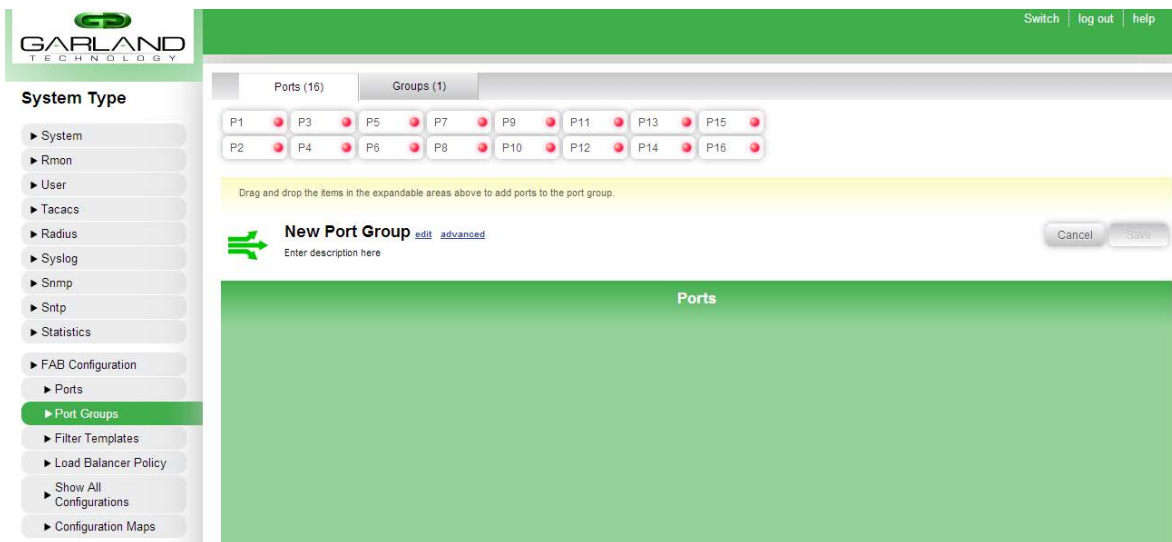 Switch | log out | help
GARLAND
TECHNOLOGY
System Type
Ports (16)
Groups (1)
P1 P3 P5 P7 P9 P11 P13 P15
P2 P4 P6 P8 P10 P12 P14 P16
Drag and drop the items in the expandable areas above to add ports to the port group.
New Port Group edit advanced
Enter description here
Cancel
Save
Ports
System
Rmon
User
Tacacs
Radius
Syslog
Snmp
Sntp
Statistics
FAB Configuration
Ports
Port Groups
Filter Templates
Load Balancer Policy
Show All
Configurations
Configuration Maps